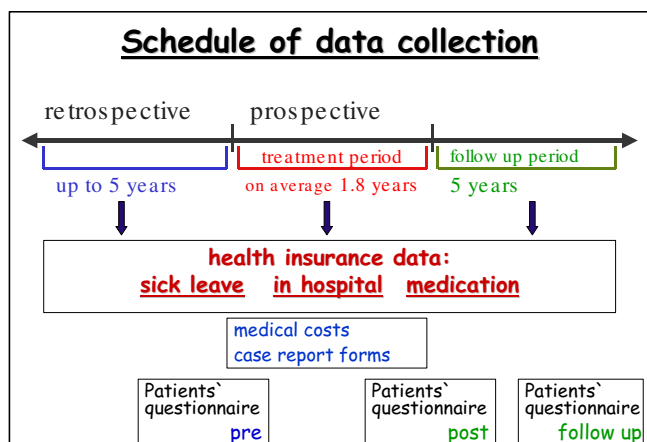 Schedule of data collection
retrospective prospective
treatment period follow up period
up to 5 years on average 1.8 years 5 years
health insurance data:
sick leave in hospital medication
medical costs
case report forms
Patients` questionnaire
pre
Patients` questionnaire
post
Patients` questionnaire
follow up